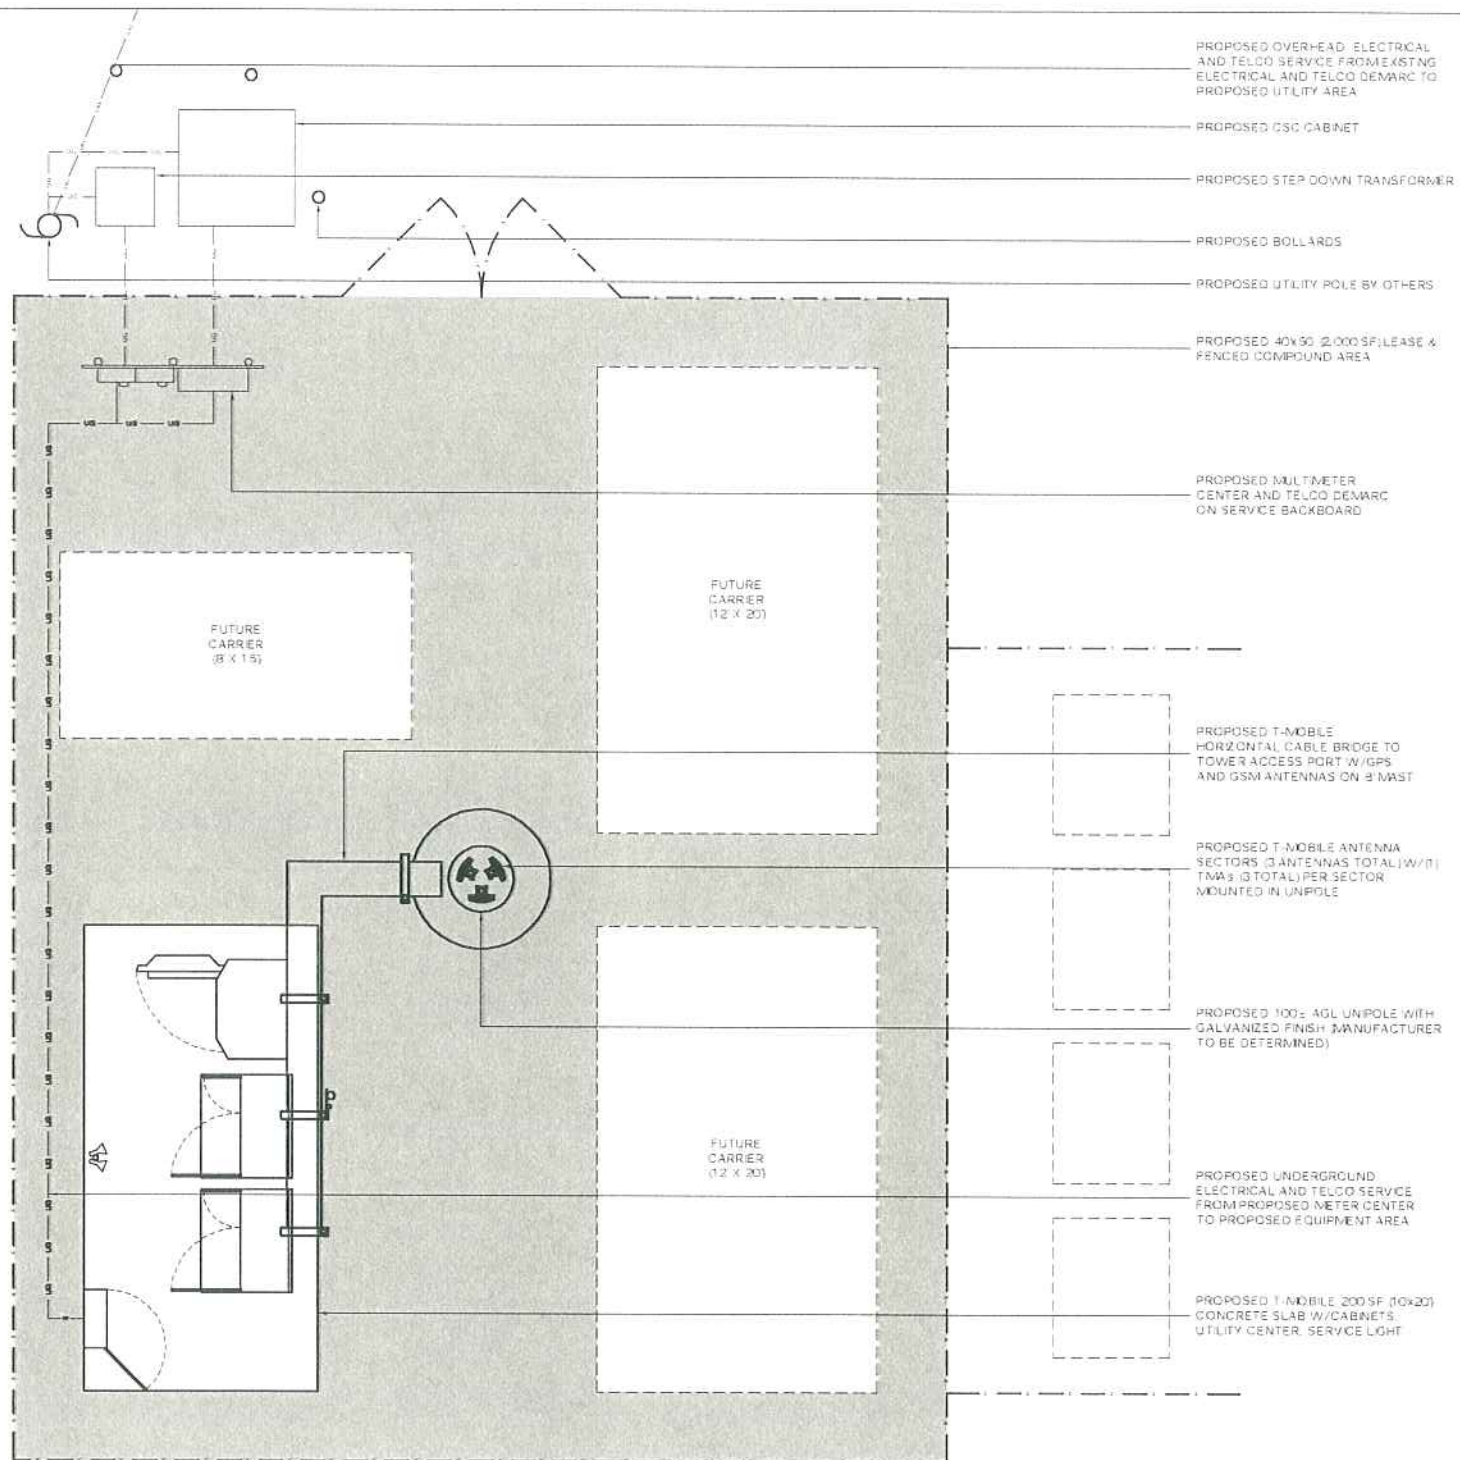 PROPOSED OVERHEAD ELECTRICAL
AND TELCO SERVICE FROM EXISTNG
ELECTRICAL AND TELCO DEMARC TO
PROPOSED UTILITY AREA
PROPOSED CSC CABINET
PROPOSED STEP DOWN TRANSFORMER
PROPOSED BOLLARDS
PROPOSED UTILITY POLE BY OTHERS
PROPOSED 40X50 (2,000 SF) LEASE &
FENCED COMPOUND AREA
PROPOSED MULTIMETER
CENTER AND TELCO DEMARC
ON SERVICE BACKBOARD
FUTURE
CARRIER
(12' X 20')
FUTURE
CARRIER
(8' X 15')
PROPOSED T-MOBILE
HORIZONTAL CABLE BRIDGE TO
TOWER ACCESS PORT W/GPS
AND GSM ANTENNAS ON 8' MAST
PROPOSED T-MOBILE ANTENNA
SECTORS (3 ANTENNAS TOTAL) W/(1)
TMA's (3 TOTAL) PER SECTOR
MOUNTED IN UNIPOLE
PROPOSED 100'± AGL UNIPOLE WITH
GALVANIZED FINISH (MANUFACTURER
TO BE DETERMINED)
FUTURE
CARRIER
(12' X 20')
PROPOSED UNDERGROUND
ELECTRICAL AND TELCO SERVICE
FROM PROPOSED METER CENTER
TO PROPOSED EQUIPMENT AREA
PROPOSED T-MOBILE 200 SF (10x20')
CONCRETE SLAB W/CABINETS,
UTILITY CENTER, SERVICE LIGHT
UG UG UG